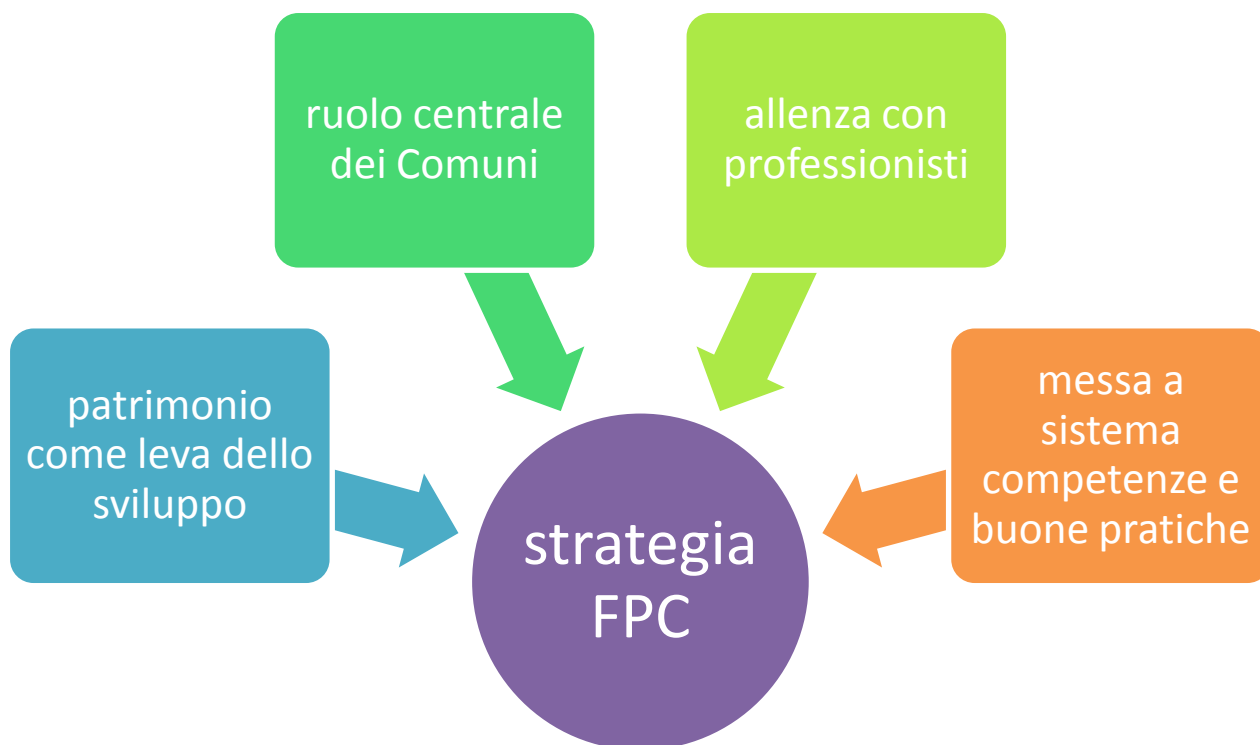 ruolo centrale
dei Comuni
allenza con
professionisti
patrimonio
come leva dello
sviluppo
messa a
sistema
competenze e
buone pratiche
strategia
FPC